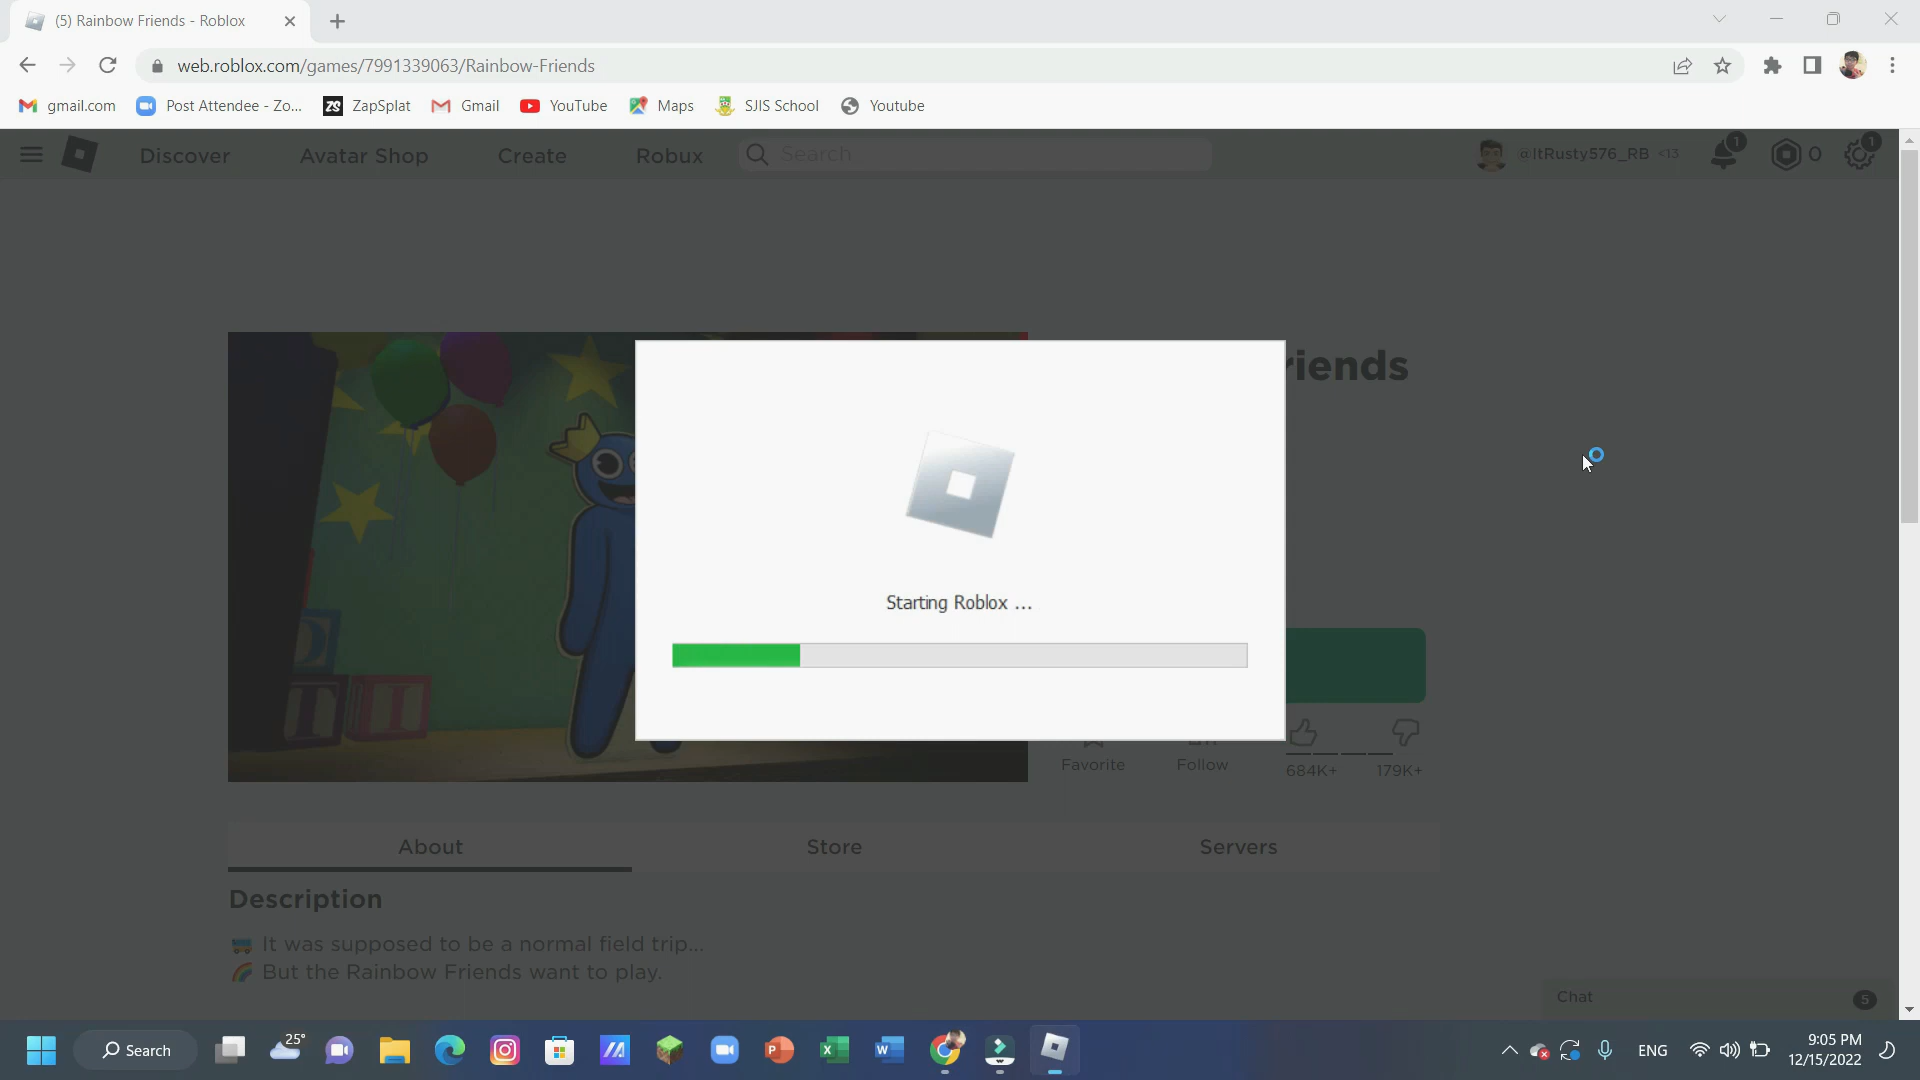 (5) Rainbow Friends - Roblox
web.roblox.com/games/7991339063/Rainbow-Friends
gmail.com Post Attendee - Zo... ZS ZapSplat Gmail YouTube Maps SJIS School Youtube
Discover Avatar Shop Create Robux Search @ItRusty576_RB <13 1 0 1
iends
Starting Roblox ...
Favorite Follow 684K+ 179K+
About Store Servers
Description
It was supposed to be a normal field trip...
But the Rainbow Friends want to play.
Chat 5
Search 25° ENG 9:05 PM
12/15/2022